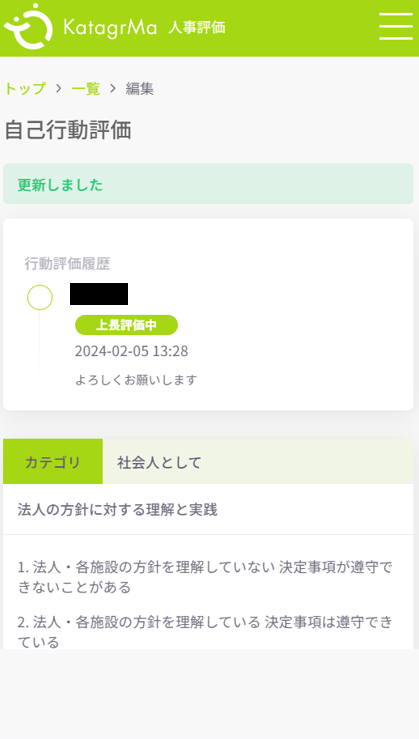 KatagrMa 人事評価
トップ > 一覧 > 編集
自己行動評価
更新しました
行動評価履歴
上長評価中
2024-02-05 13:28
よろしくお願いします
カテゴリ 社会人として
法人の方針に対する理解と実践
1. 法人・各施設の方針を理解していない 決定事項が遵守で
きないことがある
2. 法人・各施設の方針を理解している 決定事項は遵守でき
ている